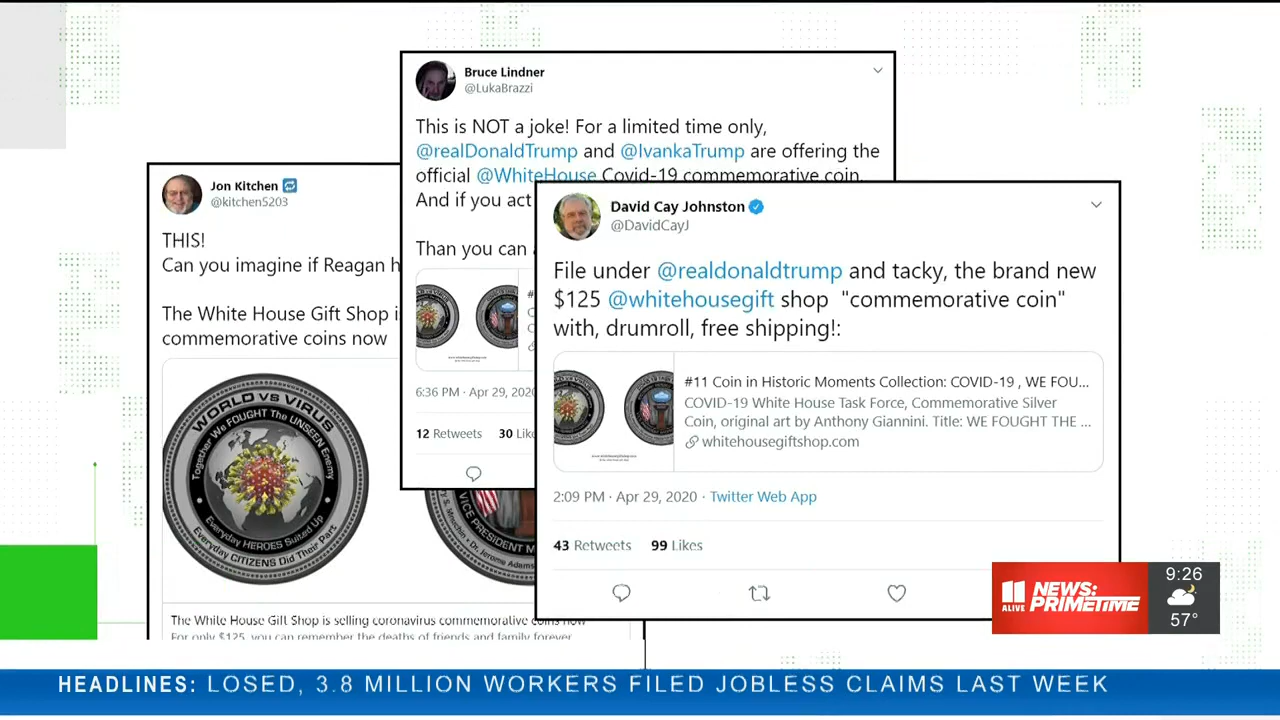 Bruce Lindner
@LukaBrazzi
This is NOT a joke! For a limited time only,
@realDonaldTrump and @IvankaTrump are offering the
official @WhiteHouse Covid-19 commemorative coin.
And if you act
Than you can
6:36 PM · Apr 29, 2020
12 Retweets 30 Like
Jon Kitchen
@kitchen5203
THIS!
Can you imagine if Reagan h
The White House Gift Shop i
commemorative coins now
WORLD VS VIRUS
Together We FOUGHT The UNSEEN Enemy
Everyday HEROES Suited Up
Everyday CITIZENS Did Their Part
VICE PRESIDENT M
S. Mnuchin · Dr. Jerome Adams
The White House Gift Shop is selling coronavirus commemorative coins now
For only $125, you can remember the deaths of friends and family forever
David Cay Johnston
@DavidCayJ
File under @realdonaldtrump and tacky, the brand new
$125 @whitehousegift shop "commemorative coin"
with, drumroll, free shipping!:
#11 Coin in Historic Moments Collection: COVID-19 , WE FOU...
COVID-19 White House Task Force, Commemorative Silver
Coin, original art by Anthony Giannini. Title: WE FOUGHT THE ...
whitehousegiftshop.com
2:09 PM · Apr 29, 2020 · Twitter Web App
43 Retweets 99 Likes
11 ALIVE
NEWS:
PRIMETIME
9:26
57°
HEADLINES: LOSED, 3.8 MILLION WORKERS FILED JOBLESS CLAIMS LAST WEEK